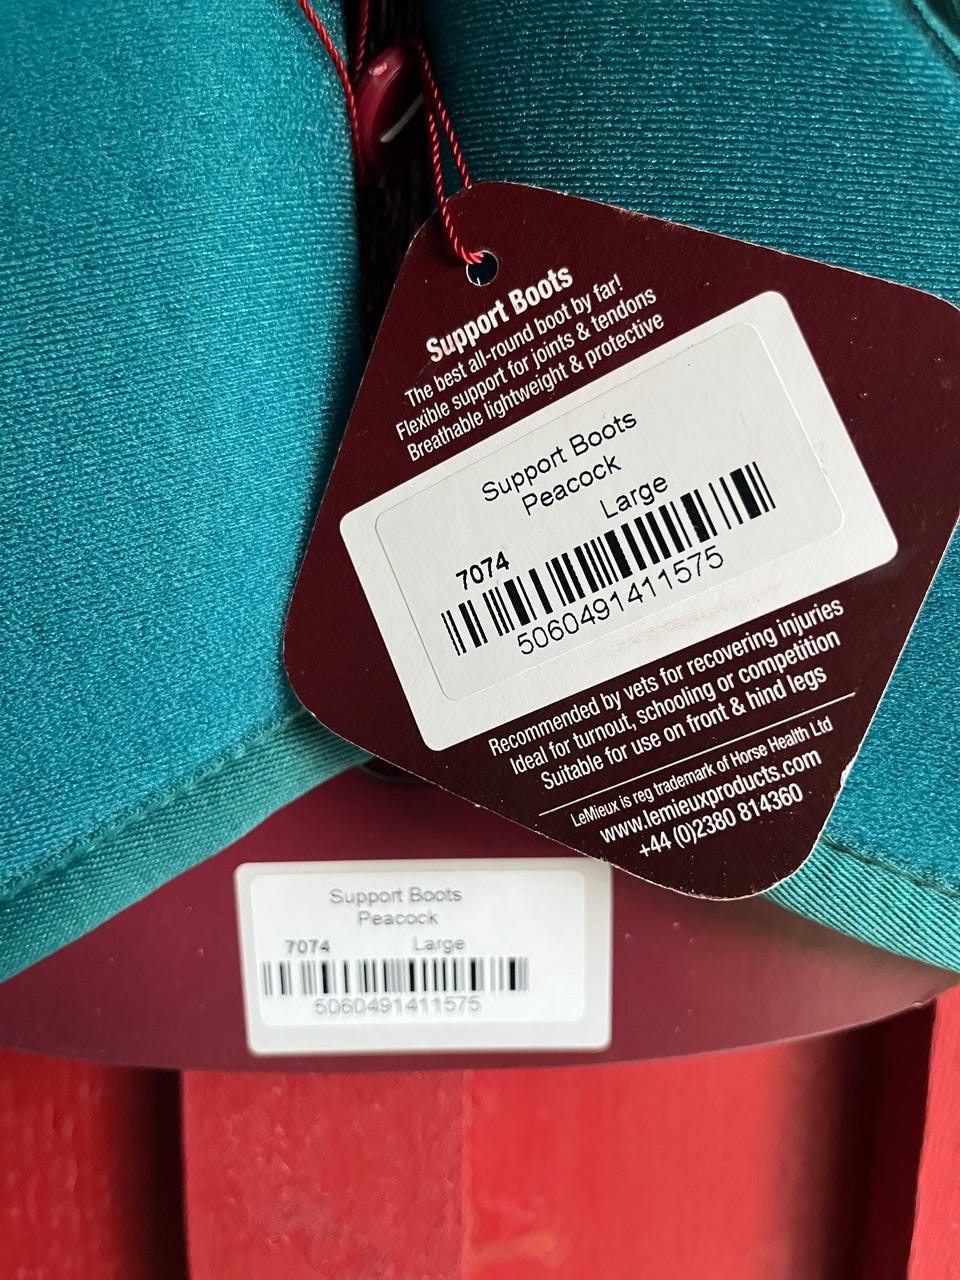 Support Boots
The best all-round boot by far!
Flexible support for joints & tendons
Breathable lightweight & protective
Support Boots
Peacock
Large
7074
5060491411575
Recommended by vets for recovering injuries
Ideal for turnout, schooling or competition
Suitable for use on front & hind legs
LeMieux is reg trademark of Horse Health Ltd
www.lemieuxproducts.com
+44 (0)2380 814360
Support Boots
Peacock
7074 Large
5060491411575